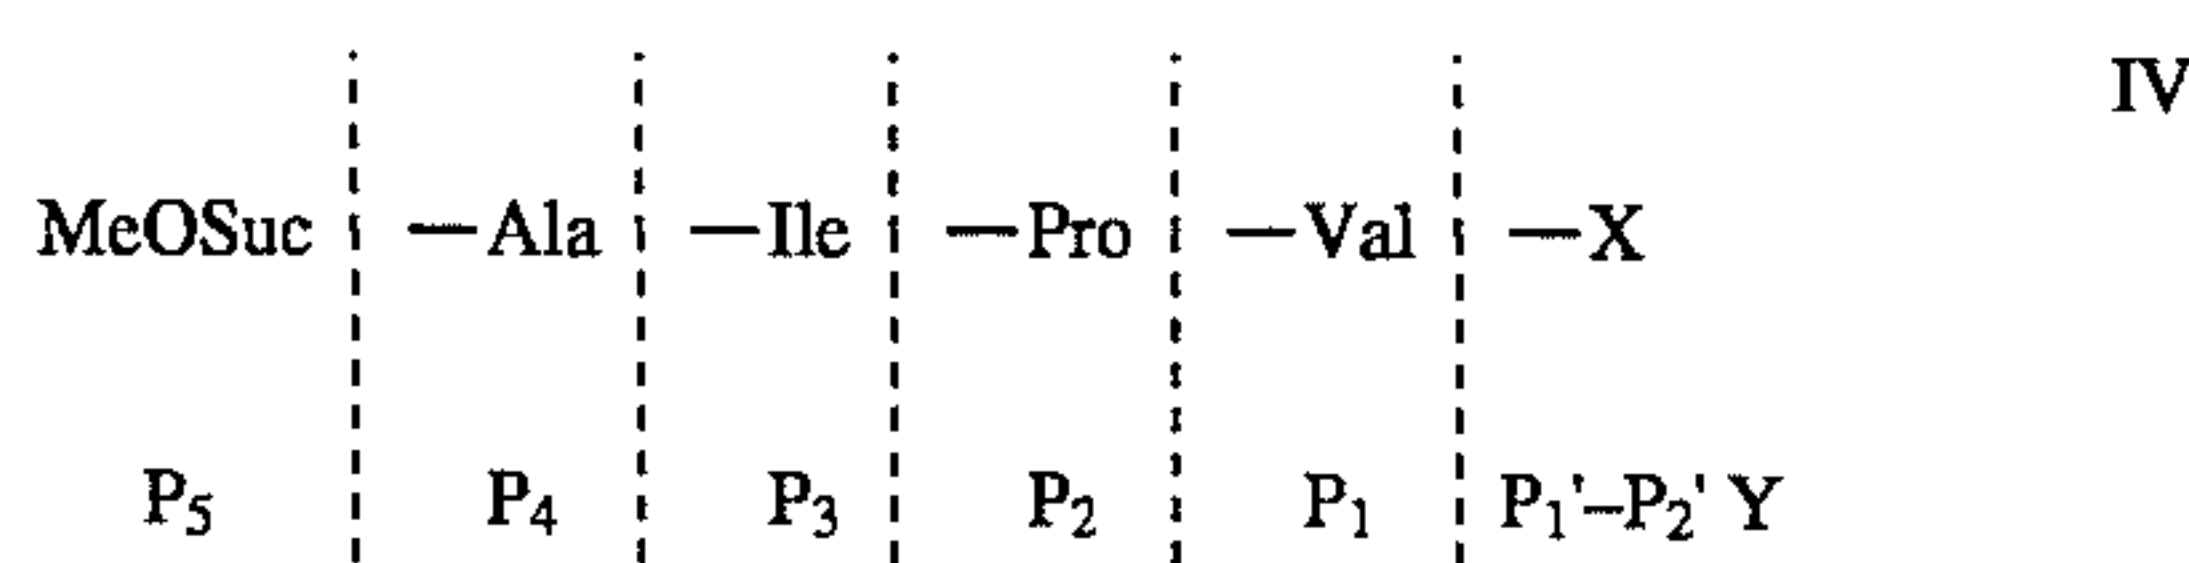 IV
MeOSuc —Ala —Ile —Pro —Val —X
P₅ P₄ P₃ P₂ P₁ P₁'–P₂' Y